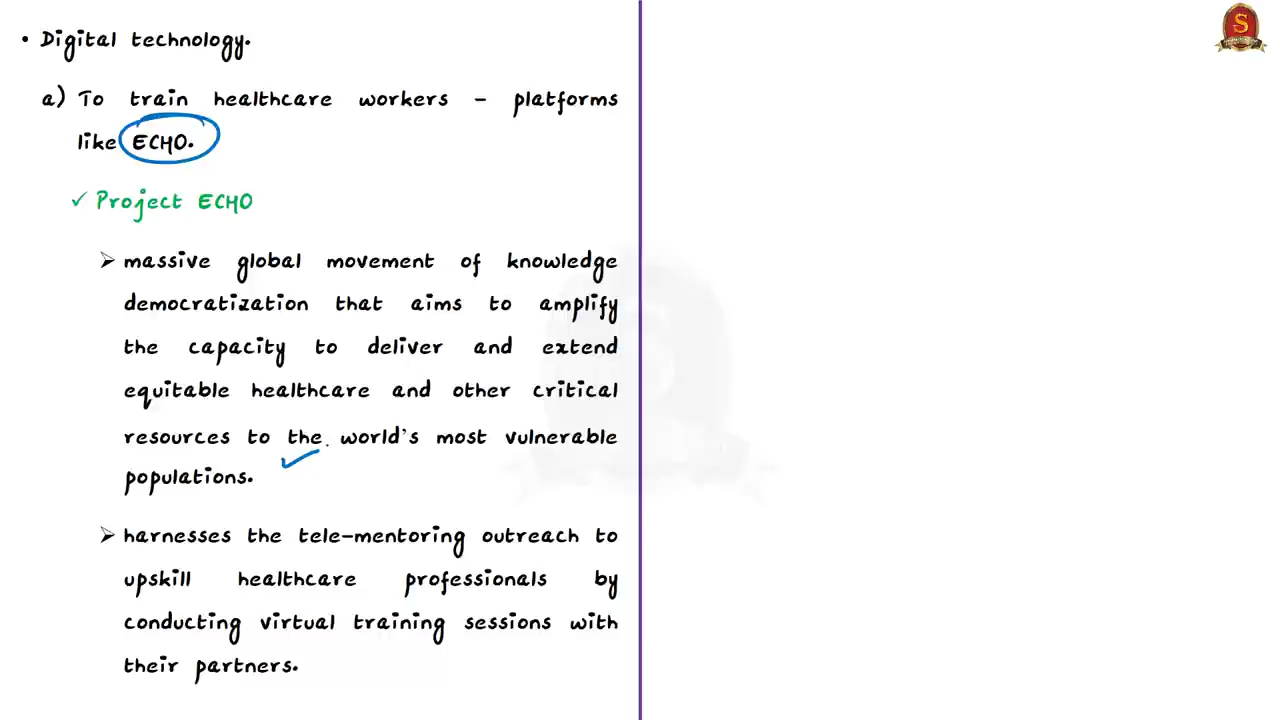 • Digital technology.
a) To train healthcare workers – platforms
like ECHO.
✓ Project ECHO
➢ massive global movement of knowledge
democratization that aims to amplify
the capacity to deliver and extend
equitable healthcare and other critical
resources to the world's most vulnerable
populations.
➢ harnesses the tele-mentoring outreach to
upskill healthcare professionals by
conducting virtual training sessions with
their partners.
S